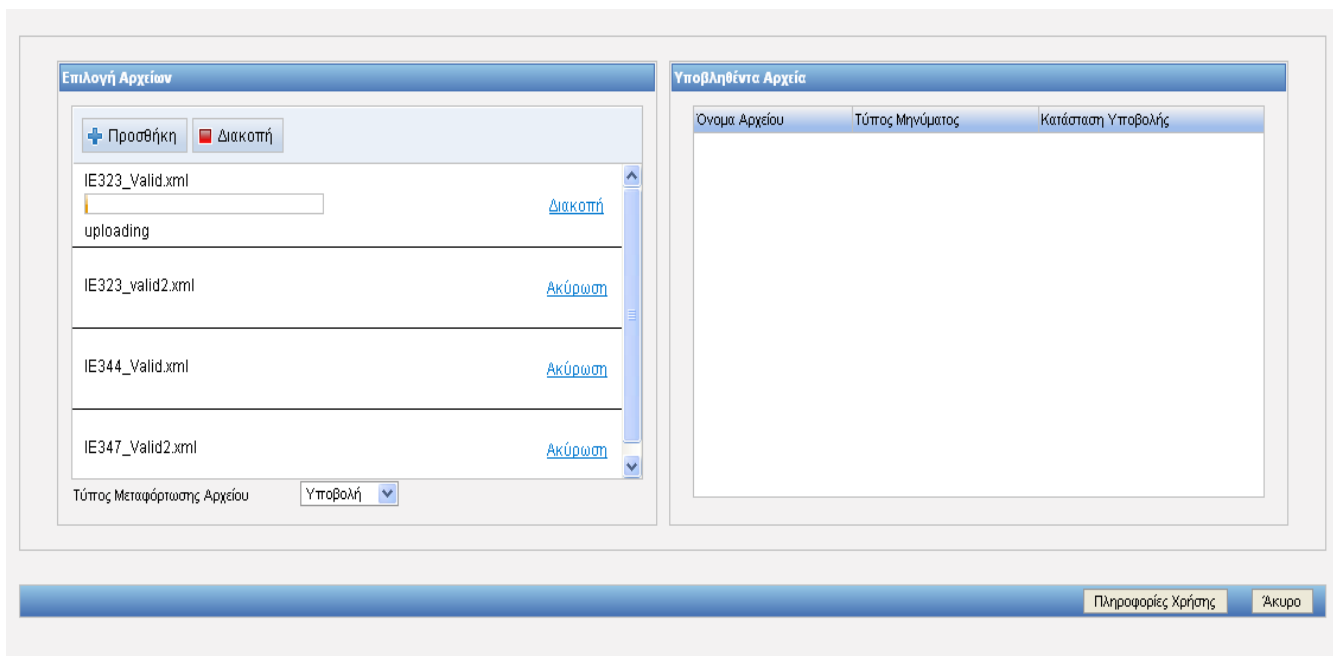 Επιλογή Αρχείων
Προσθήκη Διακοπή
IE323_Valid.xml
Διακοπή
uploading
IE323_valid2.xml
Ακύρωση
IE344_Valid.xml
Ακύρωση
IE347_Valid2.xml
Ακύρωση
Τύπος Μεταφόρτωσης Αρχείου Υποβολή
Υποβληθέντα Αρχεία
Όνομα Αρχείου Τύπος Μηνύματος Κατάσταση Υποβολής
Πληροφορίες Χρήσης Άκυρο